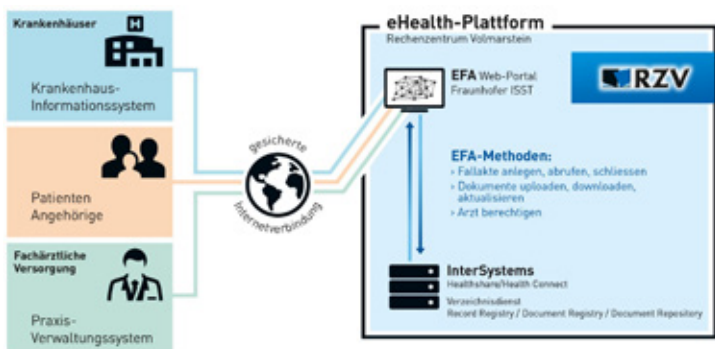 Krankenhäuser
H
Krankenhaus-
Informationssystem
Patienten
Angehörige
Fachärztliche
Versorgung
Praxis-
Verwaltungssystem
gesicherte
Internetverbindung
eHealth-Plattform
Rechenzentrum Volmarstein
EFA Web-Portal
Fraunhofer ISST
RZV
EFA-Methoden:
› Fallakte anlegen, abrufen, schliessen
› Dokumente uploaden, downloaden,
aktualisieren
› Arzt berechtigen
InterSystems
Healthshare/Health Connect
Verzeichnisdienst
Record Registry / Document Registry / Document Repository